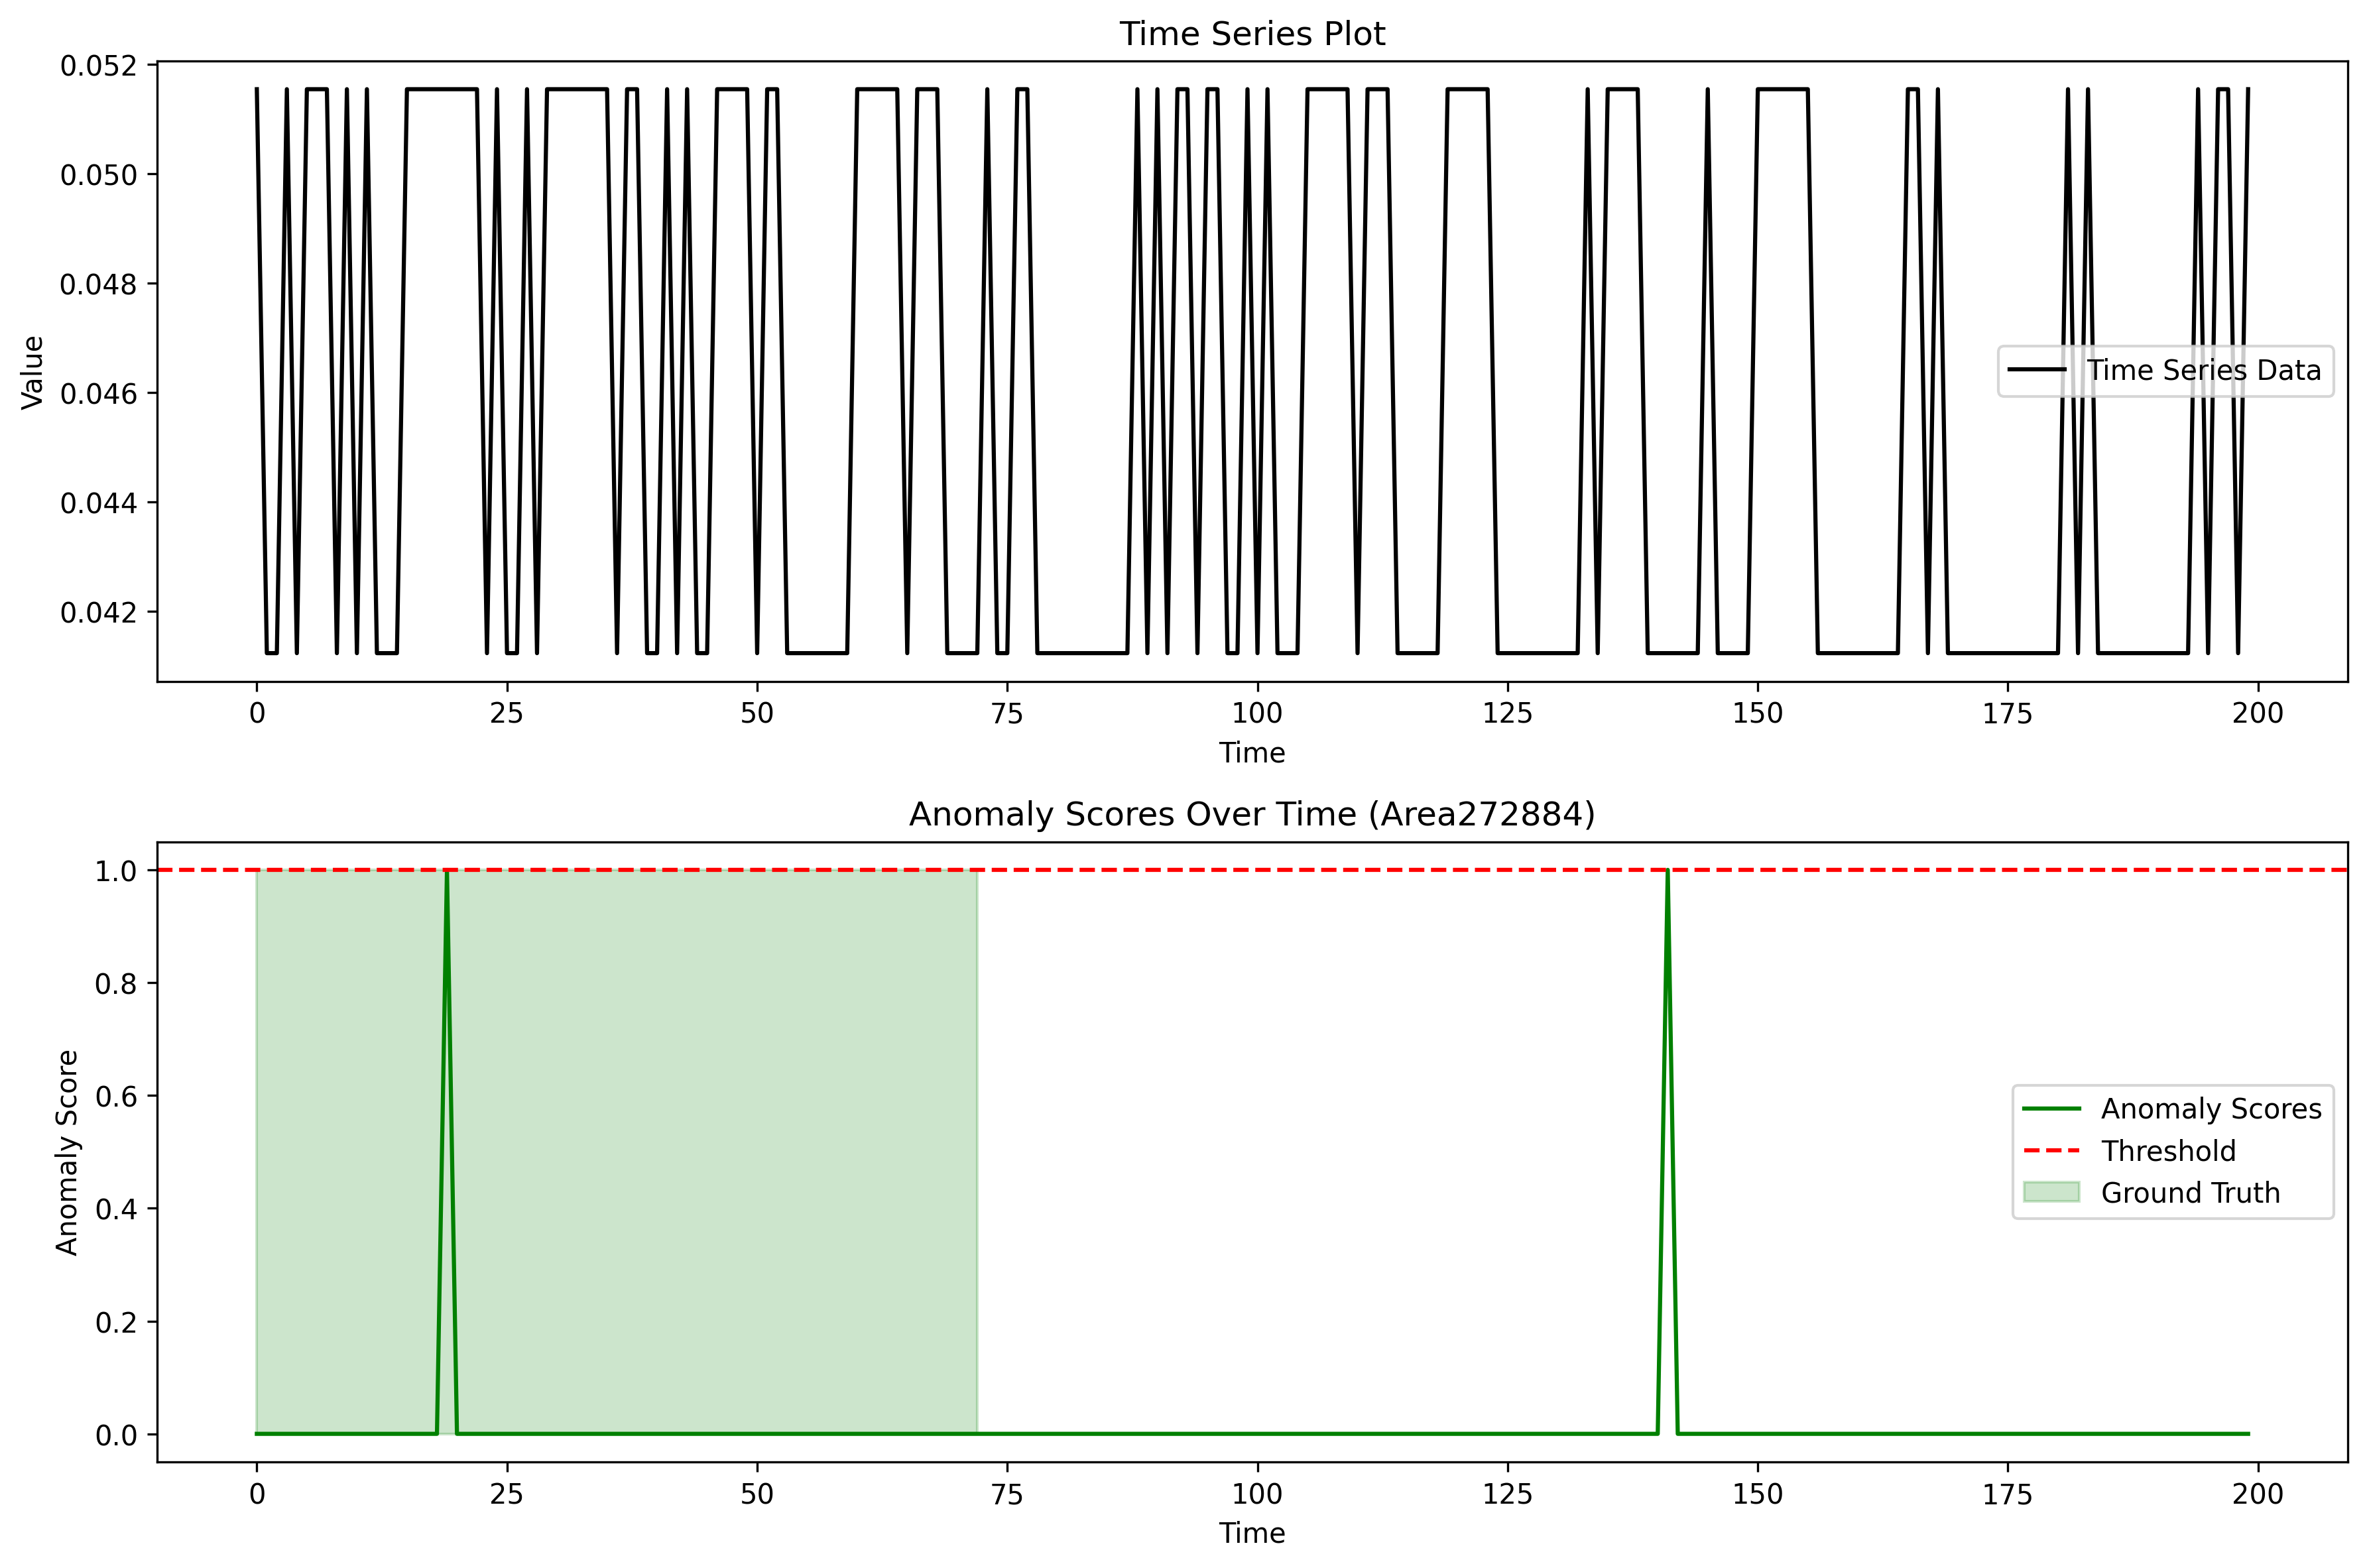 Time Series Plot
0.052
0.050
0.048
0.046
0.044
0.042
Value
Time Series Data
0 25 50 75 100 125 150 175 200
Time
Anomaly Scores Over Time (Area272884)
1.0
0.8
0.6
0.4
0.2
0.0
Anomaly Score
Anomaly Scores
Threshold
Ground Truth
0 25 50 75 100 125 150 175 200
Time